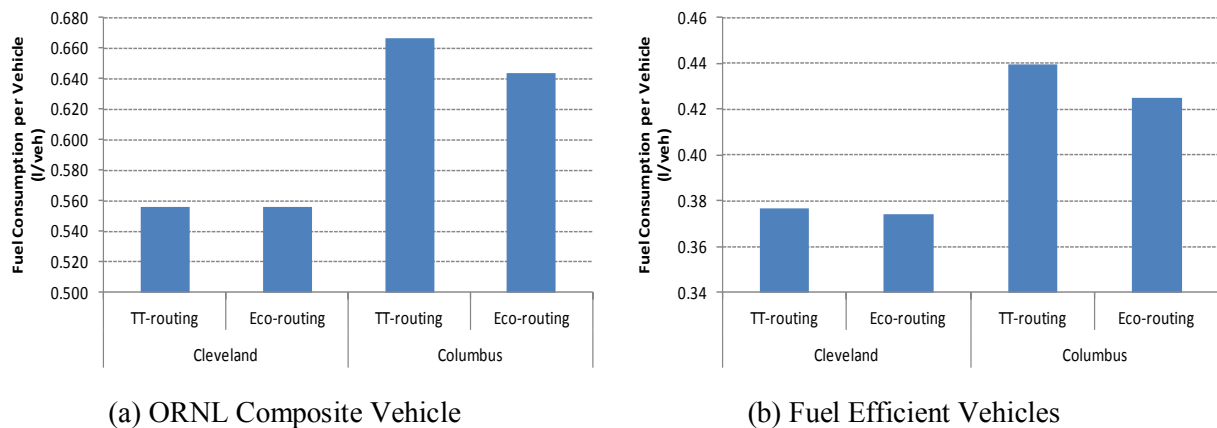 Fuel Consumption per Vehicle
(l/veh)
0.680
0.660
0.640
0.620
0.600
0.580
0.560
0.540
0.520
0.500
TT-routing Eco-routing TT-routing Eco-routing
Cleveland Columbus
(a) ORNL Composite Vehicle
Fuel Consumption per Vehicle
(l/veh)
0.46
0.44
0.42
0.40
0.38
0.36
0.34
TT-routing Eco-routing TT-routing Eco-routing
Cleveland Columbus
(b) Fuel Efficient Vehicles